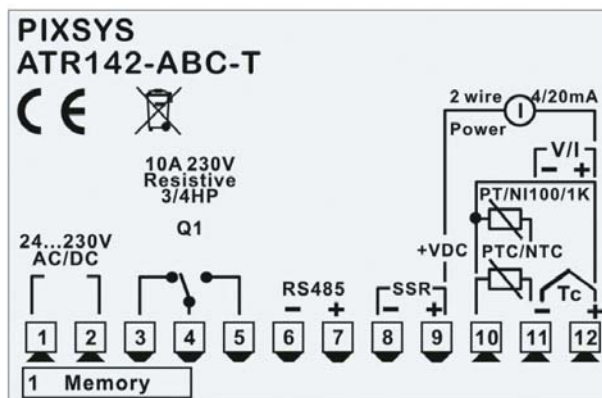 PIXSYS
ATR142-ABC-T
CE
2 wire I 4/20mA
Power
V/I
- +
10A 230V
Resistive
3/4HP
PT/NI100/1K
Q1
24...230V
AC/DC
+VDC PTC/NTC
RS485 SSR Tc
- + - + - +
1 2 3 4 5 6 7 8 9 10 11 12
1 Memory